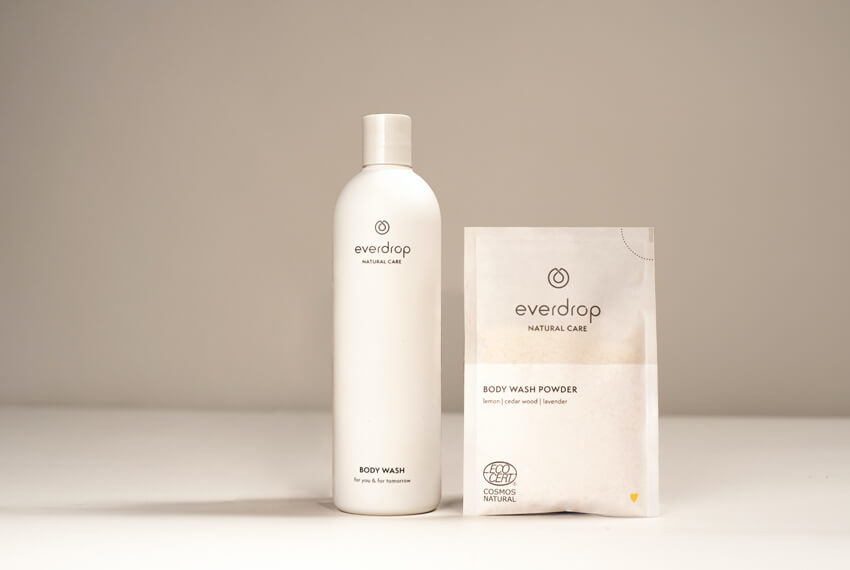 everdrop
NATURAL CARE
BODY WASH
for you & for tomorrow
everdrop
NATURAL CARE
BODY WASH POWDER
lemon | cedar wood | lavender
ECO
CERT
COSMOS
NATURAL